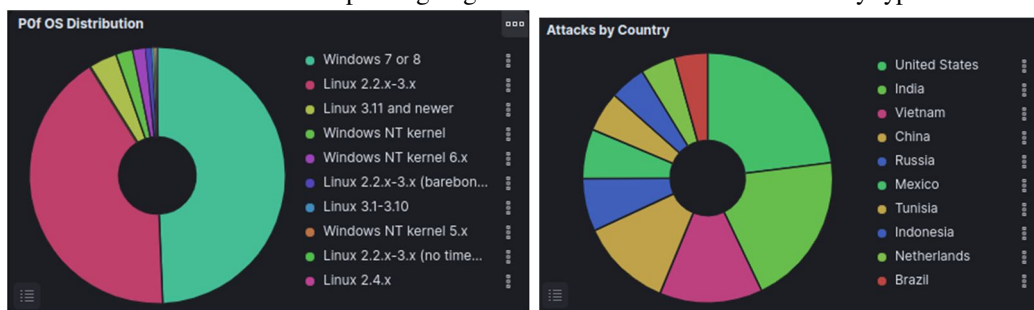 P0f OS Distribution
Windows 7 or 8
Linux 2.2.x-3.x
Linux 3.11 and newer
Windows NT kernel
Windows NT kernel 6.x
Linux 2.2.x-3.x (barebon...
Linux 3.1-3.10
Windows NT kernel 5.x
Linux 2.2.x-3.x (no time...
Linux 2.4.x
Attacks by Country
United States
India
Vietnam
China
Russia
Mexico
Tunisia
Indonesia
Netherlands
Brazil